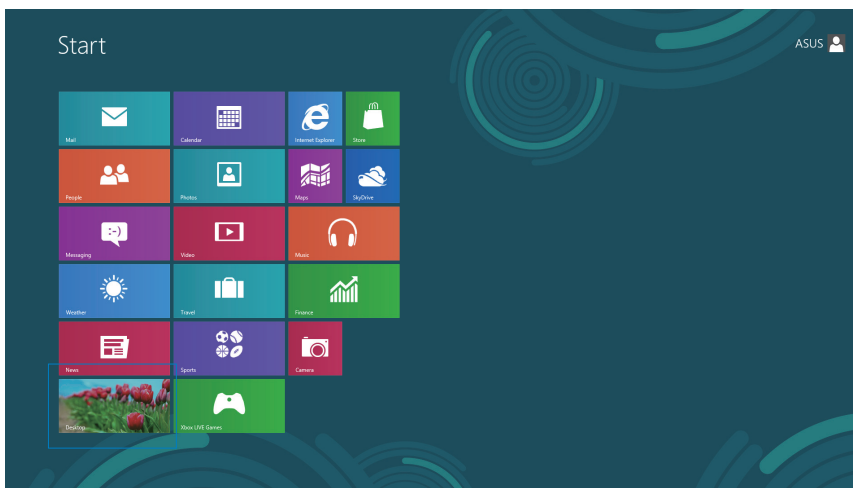 Start
ASUS
Mail
Calendar
Internet Explorer
Store
People
Photos
Maps
SkyDrive
:-)
Messaging
Video
Music
Weather
Travel
Finance
News
Sports
Camera
Desktop
Xbox LIVE Games